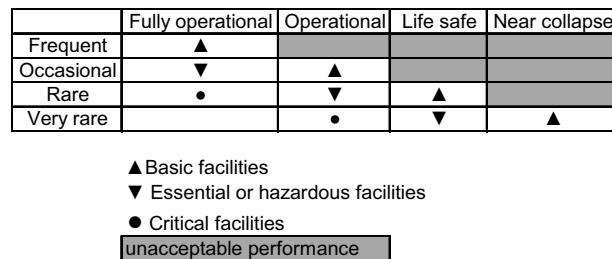 Fully operational Operational Life safe Near collapse
Frequent ▲
Occasional ▼ ▲
Rare ● ▼ ▲
Very rare ● ▼ ▲
▲Basic facilities
▼ Essential or hazardous facilities
● Critical facilities
unacceptable performance